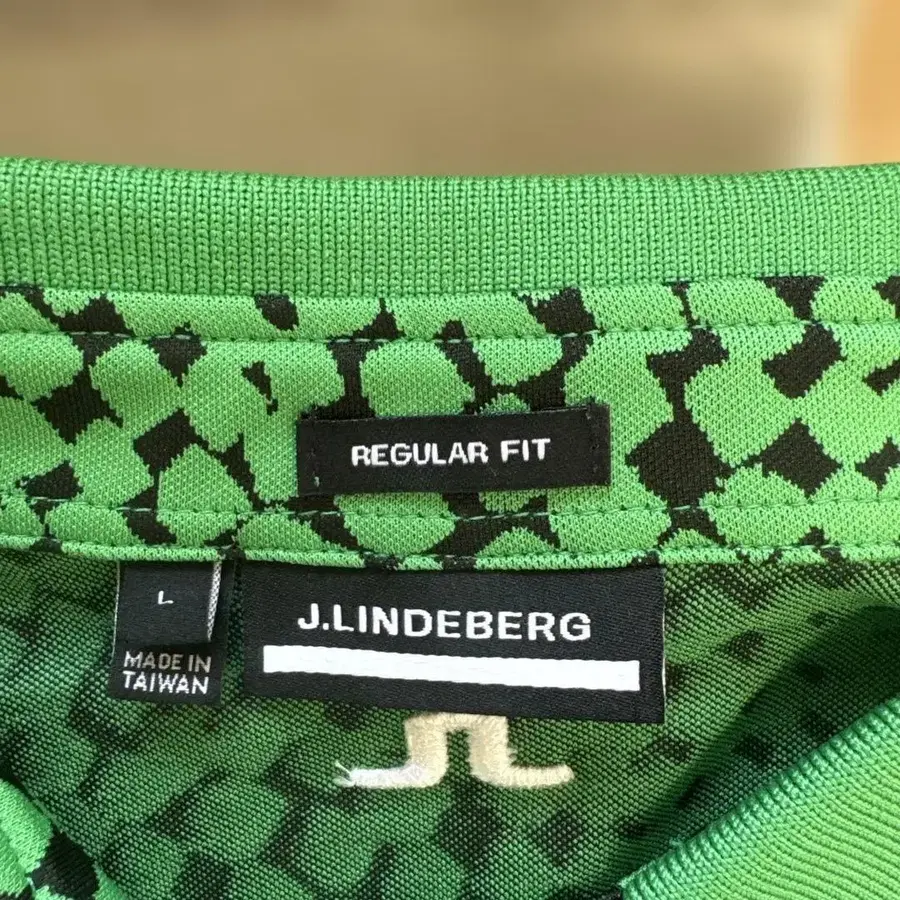 REGULAR FIT
L
MADE IN
TAIWAN
J.LINDEBERG